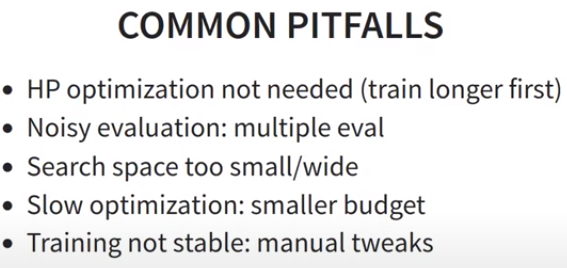 COMMON PITFALLS
• HP optimization not needed (train longer first)
• Noisy evaluation: multiple eval
• Search space too small/wide
• Slow optimization: smaller budget
• Training not stable: manual tweaks